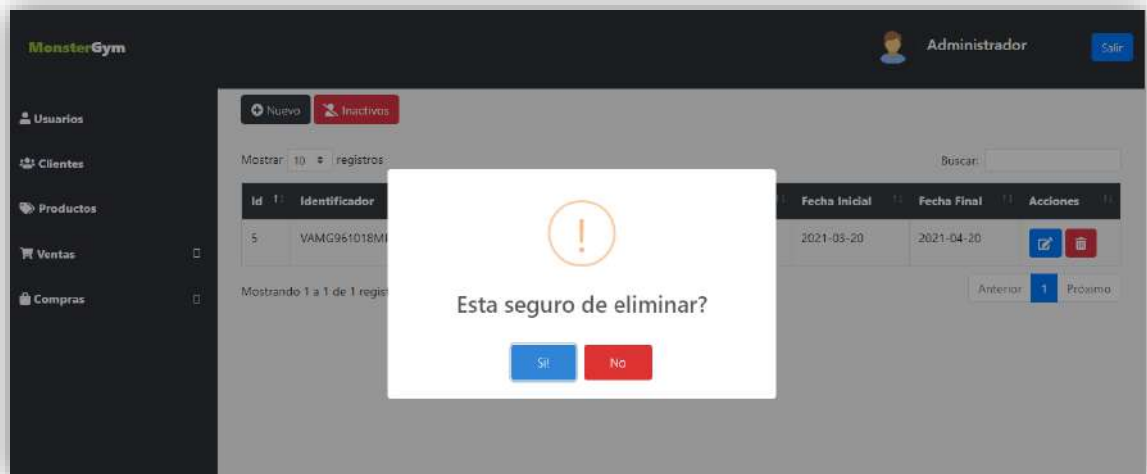 MonsterGym
Administrador
Salir
Usuarios
Clientes
Productos
Ventas
Compras
Nuevo
Inactivos
Mostrar 10 registros
Buscar:
Id Identificador Fecha Inicial Fecha Final Acciones
5 VAMG961018M 2021-03-20 2021-04-20
Mostrando 1 a 1 de 1 regist
Anterior 1 Próximo
!
Esta seguro de eliminar?
Si!
No